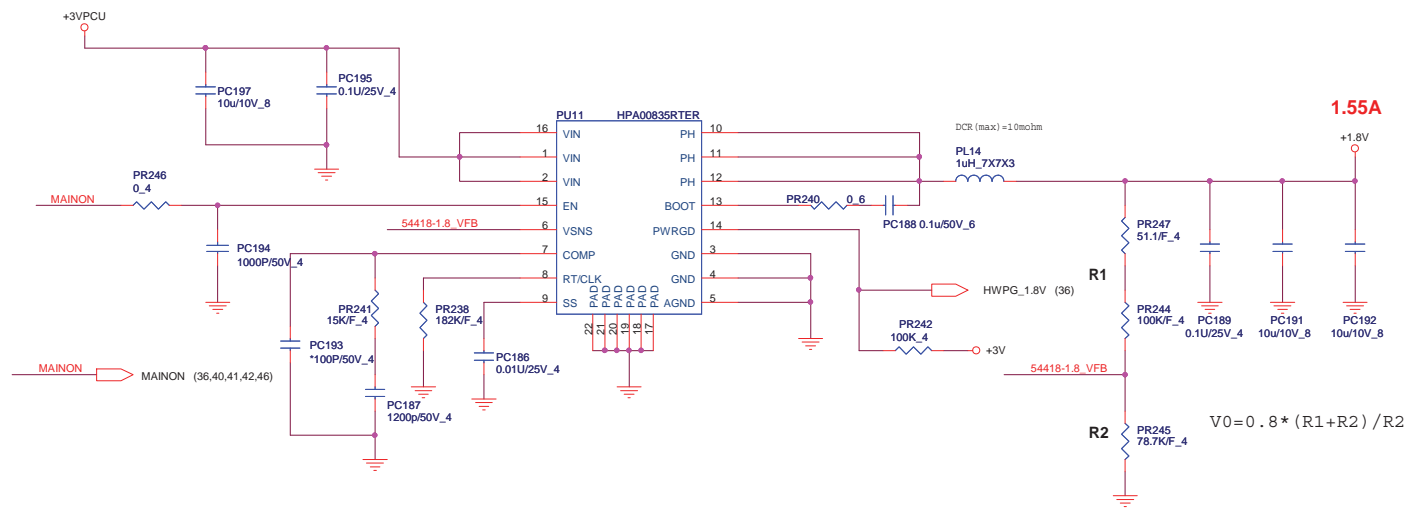 +3VPCU
PC197
10u/10V_8
PC195
0.1U/25V_4
PU11
HPA00835RTER
16
VIN
1
VIN
2
VIN
15
EN
6
VSNS
7
COMP
8
RT/CLK
9
SS
PH
10
PH
11
PH
12
BOOT
13
PWRGD
14
GND
3
GND
4
AGND
5
PAD
PAD
PAD
PAD
PAD
PAD
22
21
20
19
18
17
PR246
0_4
MAINON
PC194
1000P/50V_4
54418-1.8_VFB
PR241
15K/F_4
PC193
*100P/50V_4
PC187
1200p/50V_4
PR238
182K/F_4
PC186
0.01U/25V_4
MAINON
MAINON (36,40,41,42,46)
DCR(max)=10mohm
PL14
1uH_7X7X3
PR240
0_6
PC188 0.1u/50V_6
HWPG_1.8V (36)
PR242
100K_4
+3V
1.55A
+1.8V
PR247
51.1/F_4
R1
PR244
100K/F_4
PC189
0.1U/25V_4
PC191
10u/10V_8
PC192
10u/10V_8
54418-1.8_VFB
R2
PR245
78.7K/F_4
V0=0.8*(R1+R2)/R2